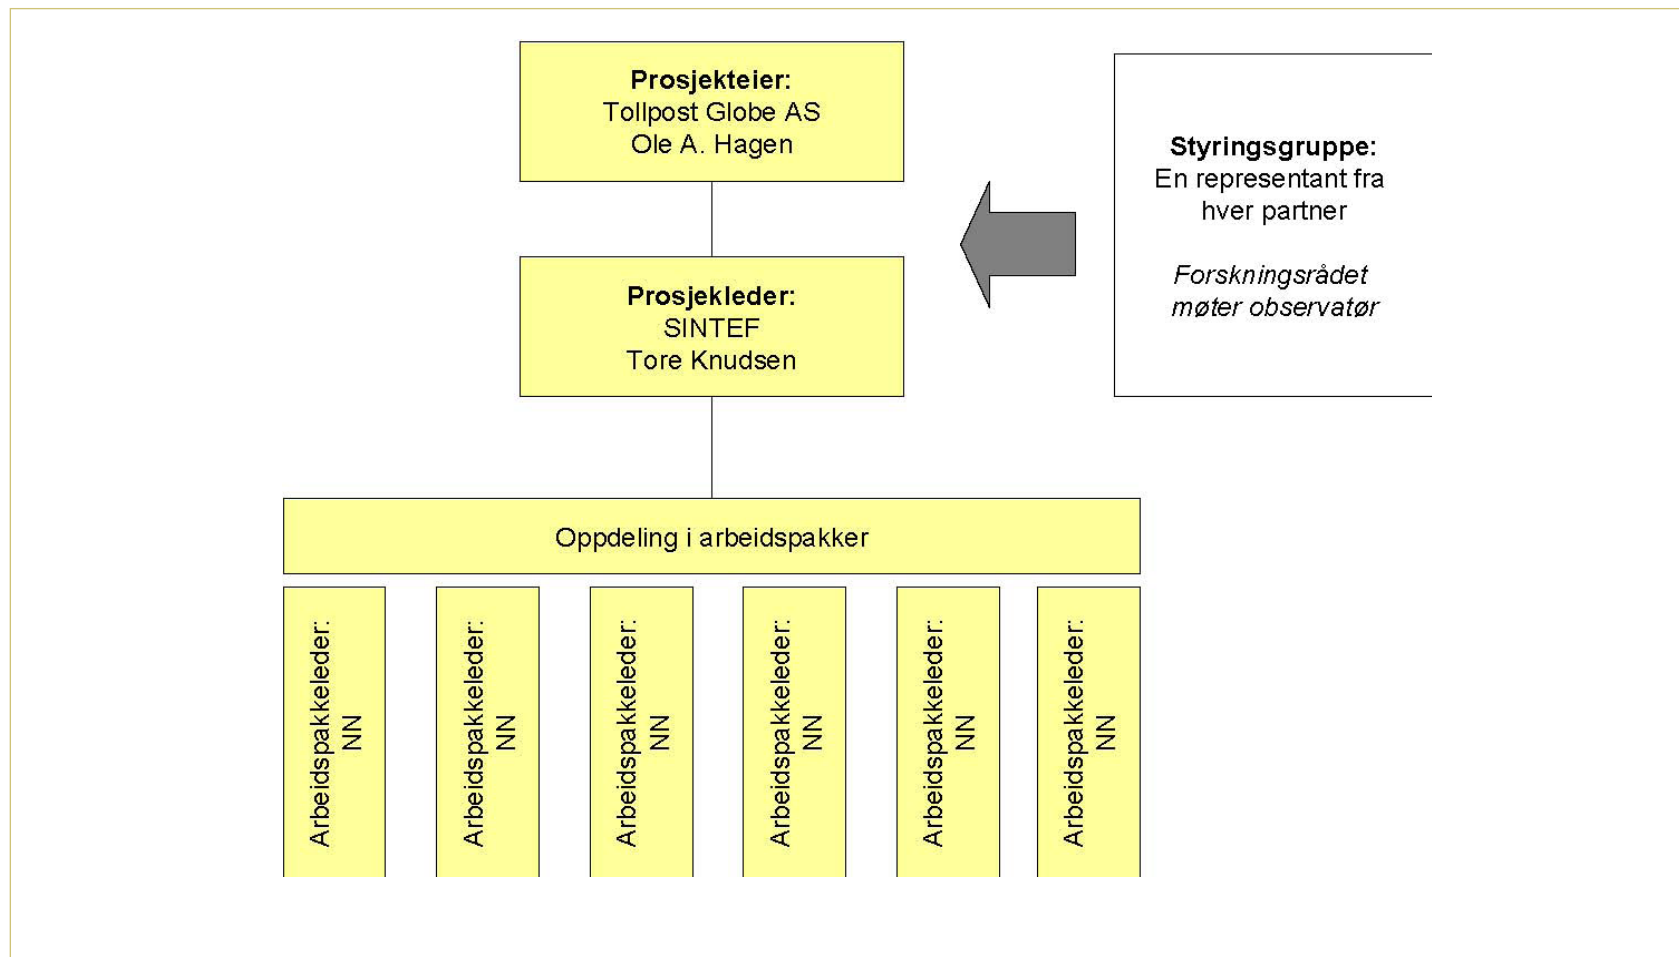 Prosjekteier:
Tollpost Globe AS
Ole A. Hagen
Styringsgruppe:
En representant fra
hver partner
Forskningsrådet
møter observatør
Prosjekleder:
SINTEF
Tore Knudsen
Oppdeling i arbeidspakker
Arbeidspakkeleder:
NN
Arbeidspakkeleder:
NN
Arbeidspakkeleder:
NN
Arbeidspakkeleder:
NN
Arbeidspakkeleder:
NN
Arbeidspakkeleder:
NN